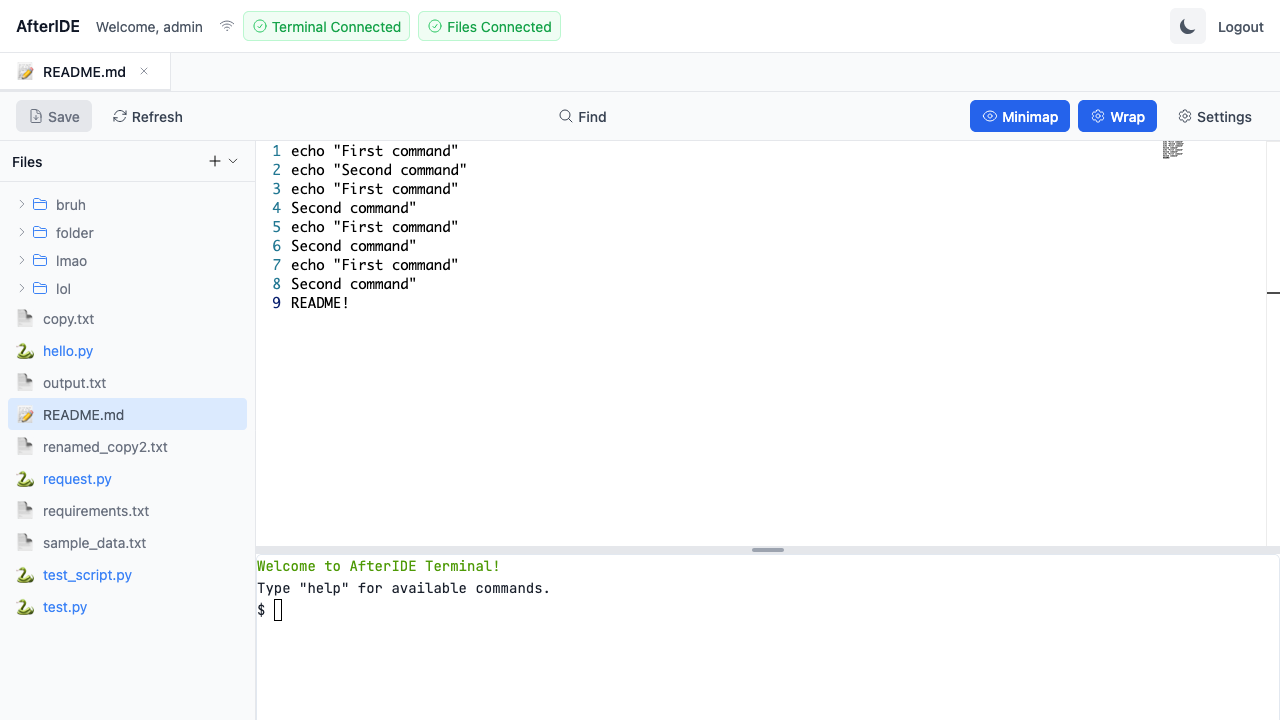 AfterIDE Welcome, admin Terminal Connected Files Connected Logout
README.md
Save Refresh Find Minimap Wrap Settings
Files
bruh
folder
lmao
lol
copy.txt
hello.py
output.txt
README.md
renamed_copy2.txt
request.py
requirements.txt
sample_data.txt
test_script.py
test.py
1 echo "First command"
2 echo "Second command"
3 echo "First command"
4 Second command"
5 echo "First command"
6 Second command"
7 echo "First command"
8 Second command"
9 README!
Welcome to AfterIDE Terminal!
Type "help" for available commands.
$